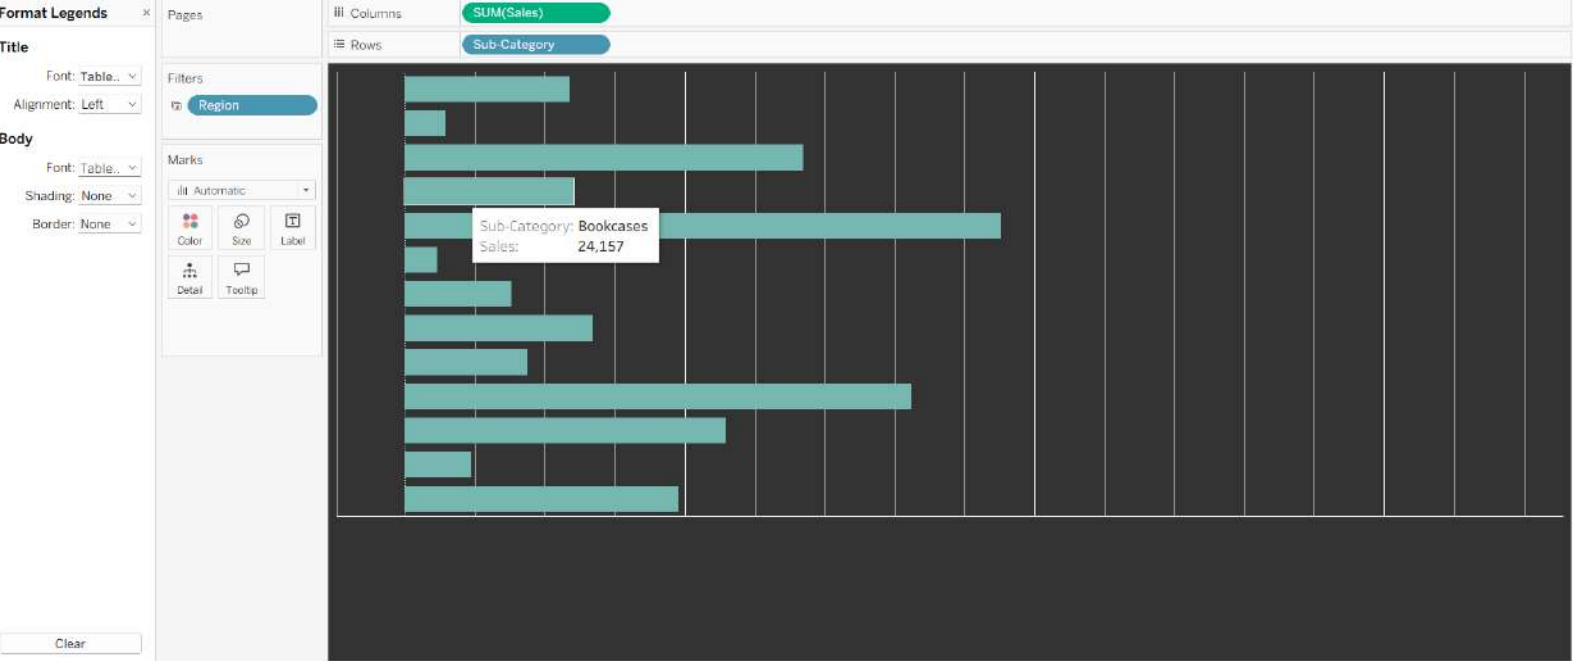 Format Legends ×
Title
Font: Table..
Alignment: Left
Body
Font: Table..
Shading: None
Border: None
Clear
Pages
Filters
Region
Marks
Automatic
Color Size Label
Detail Tooltip
Columns SUM(Sales)
Rows Sub-Category
Sub-Category: Bookcases
Sales: 24,157